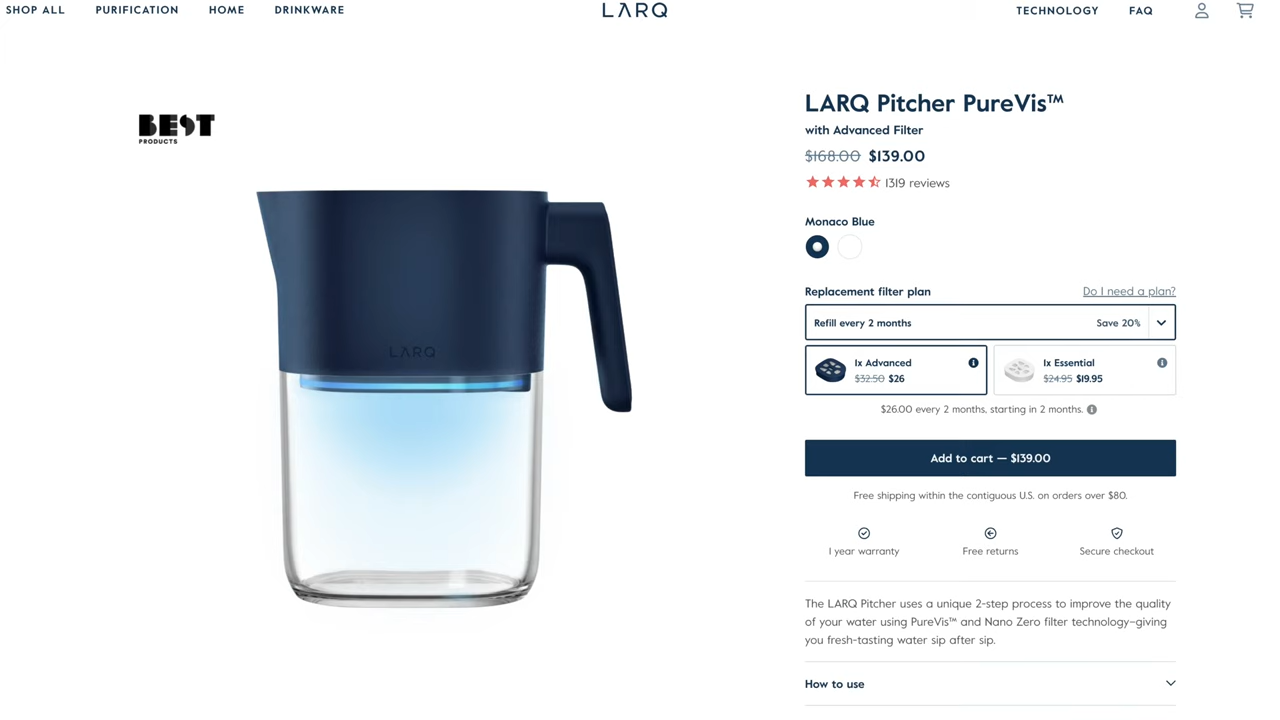 SHOP ALL PURIFICATION HOME DRINKWARE LARQ TECHNOLOGY FAQ
BEST
PRODUCTS
LARQ
LARQ Pitcher PureVis™
with Advanced Filter
$168.00 $139.00
1319 reviews
Monaco Blue
Replacement filter plan Do I need a plan?
Refill every 2 months Save 20%
1x Advanced
$32.50 $26
1x Essential
$24.95 $19.95
$26.00 every 2 months, starting in 2 months.
Add to cart — $139.00
Free shipping within the contiguous U.S. on orders over $80.
1 year warranty Free returns Secure checkout
The LARQ Pitcher uses a unique 2-step process to improve the quality
of your water using PureVis™ and Nano Zero filter technology–giving
you fresh-tasting water sip after sip.
How to use